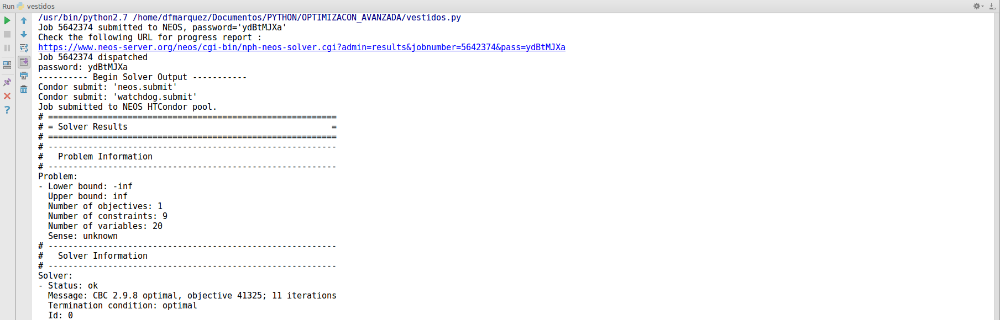 Run vestidos
/usr/bin/python2.7 /home/dfmarquez/Documentos/PYTHON/OPTIMIZACON_AVANZADA/vestidos.py
Job 5642374 submitted to NEOS, password='ydBtMJXa'
Check the following URL for progress report :
https://www.neos-server.org/neos/cgi-bin/nph-neos-solver.cgi?admin=results&jobnumber=5642374&pass=ydBtMJXa
Job 5642374 dispatched
password: ydBtMJXa
---------- Begin Solver Output -----------
Condor submit: 'neos.submit'
Condor submit: 'watchdog.submit'
Job submitted to NEOS HTCondor pool.
# ==========================================================
# = Solver Results                                         =
# ==========================================================
# ----------------------------------------------------------
#   Problem Information
# ----------------------------------------------------------
Problem:
- Lower bound: -inf
  Upper bound: inf
  Number of objectives: 1
  Number of constraints: 9
  Number of variables: 20
  Sense: unknown
# ----------------------------------------------------------
#   Solver Information
# ----------------------------------------------------------
Solver:
- Status: ok
  Message: CBC 2.9.8 optimal, objective 41325; 11 iterations
  Termination condition: optimal
  Id: 0